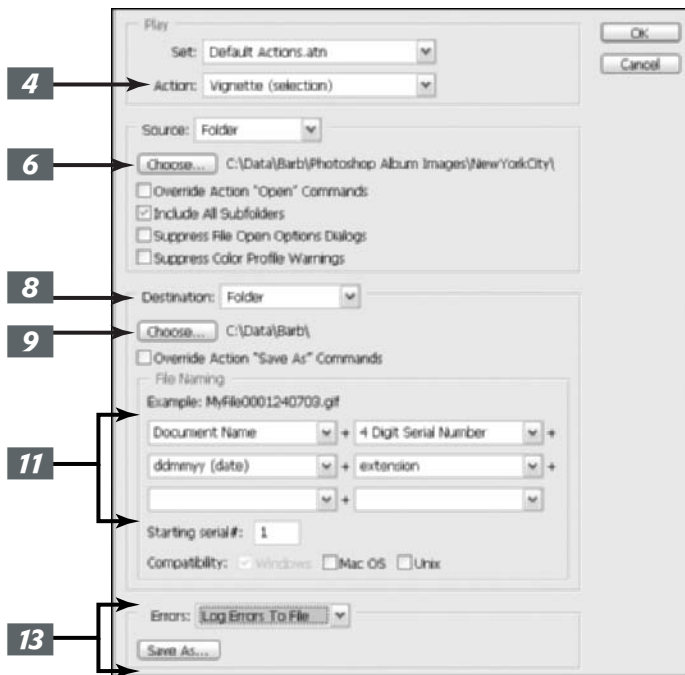 Play
OK
Set: Default Actions.atn
Cancel
4
Action: Vignette (selection)
Source: Folder
6
Choose... C:\Data\Barb\Photoshop Album Images\NewYorkCity\
Override Action "Open" Commands
Include All Subfolders
Suppress File Open Options Dialogs
Suppress Color Profile Warnings
8
Destination: Folder
9
Choose... C:\Data\Barb\
Override Action "Save As" Commands
File Naming
Example: MyFile0001240703.gif
Document Name + 4 Digit Serial Number +
11
ddmmyy (date) + extension +
+
Starting serial#: 1
Compatibility: Windows Mac OS Unix
Errors: Log Errors To File
13
Save As...